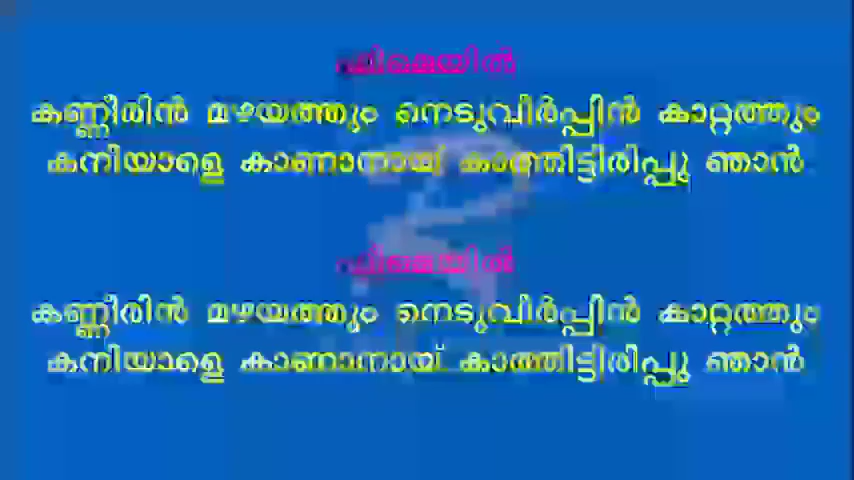 കണ്ണീരിൻ മഴയത്തും നെടുവീർപ്പിൻ കാറ്റത്തും
കനിയാളെ കാണാനായ് കാത്തിട്ടിരിപ്പൂ ഞാൻ
കണ്ണീരിൻ മഴയത്തും നെടുവീർപ്പിൻ കാറ്റത്തും
കനിയാളെ കാണാനായ് കാത്തിട്ടിരിപ്പൂ ഞാൻ